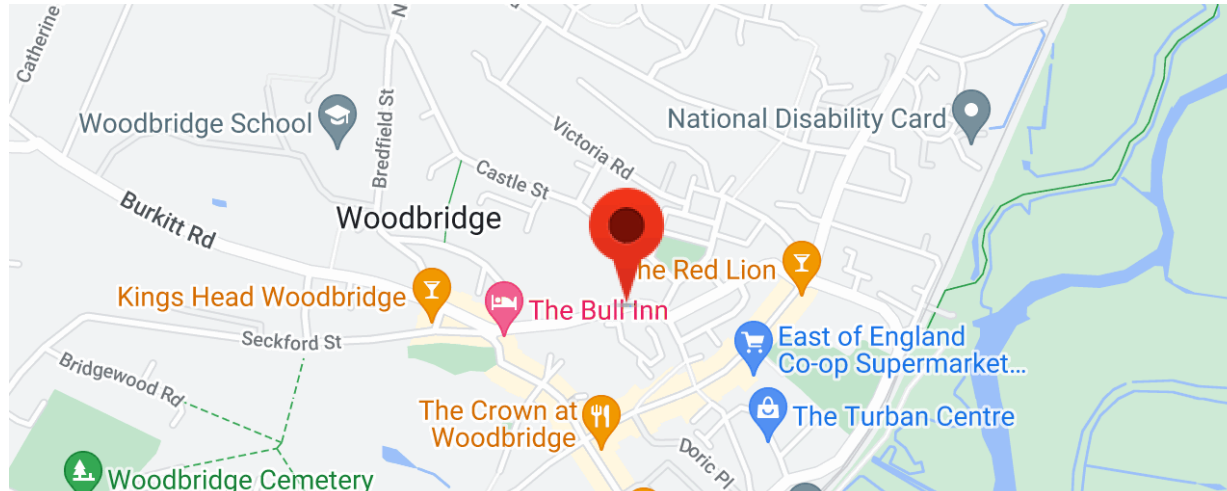 Catherine
N
Woodbridge School
Bredfield St
Victoria Rd
National Disability Card
Castle St
Burkitt Rd
Woodbridge
he Red Lion
Kings Head Woodbridge
The Bull Inn
Seckford St
East of England
Co-op Supermarket...
Bridgewood Rd
The Crown at
Woodbridge
The Turban Centre
Doric Pl
Woodbridge Cemetery